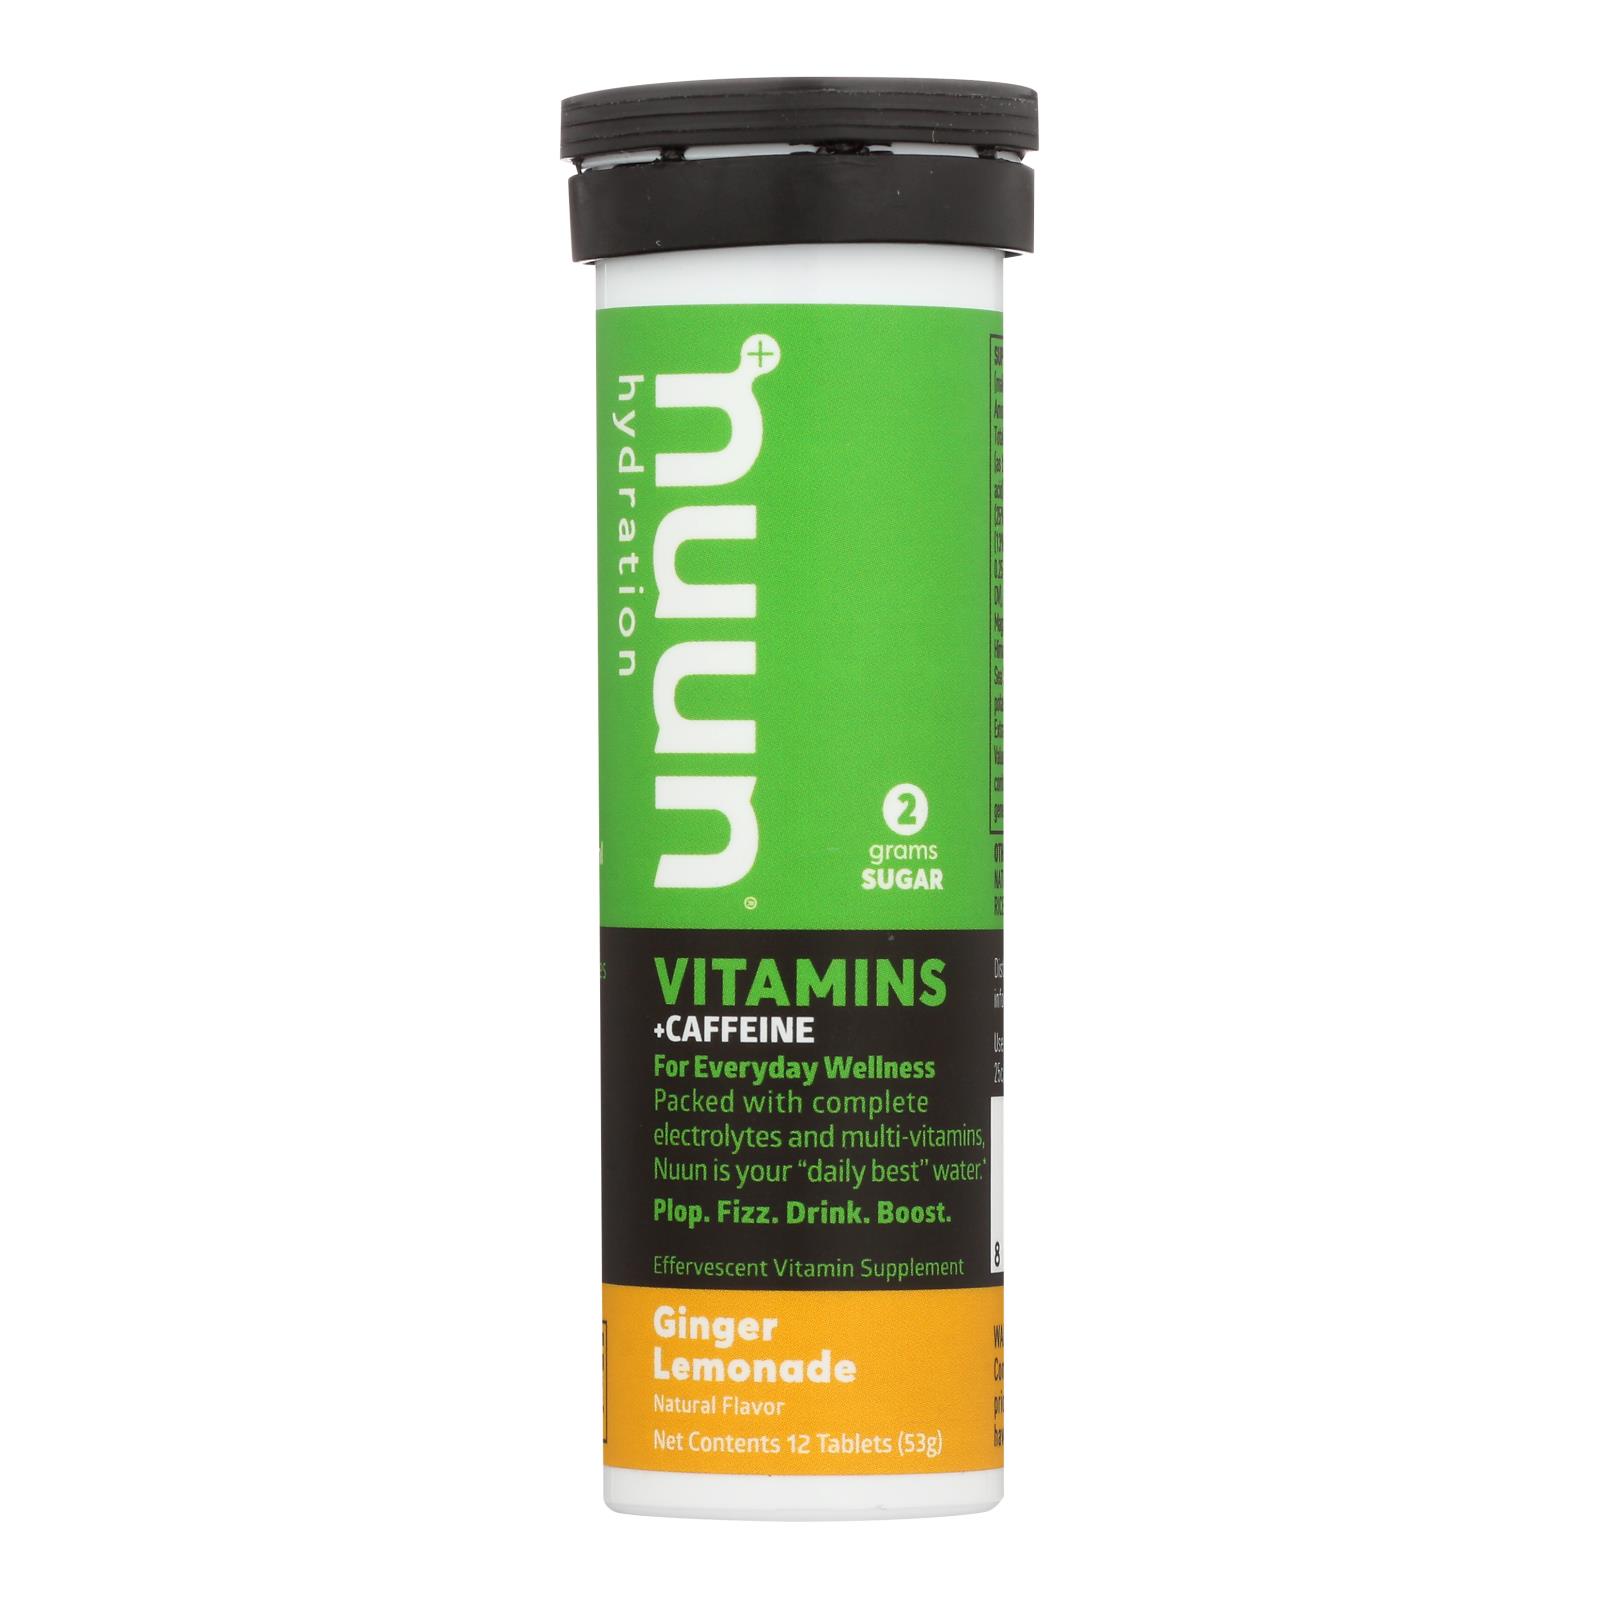 nuun
hydration
2
grams
SUGAR
VITAMINS
+CAFFEINE
For Everyday Wellness
Packed with complete
electrolytes and multi-vitamins,
Nuun is your “daily best” water.*
Plop. Fizz. Drink. Boost.
Effervescent Vitamin Supplement
Ginger
Lemonade
Natural Flavor
Net Contents 12 Tablets (53g)
8